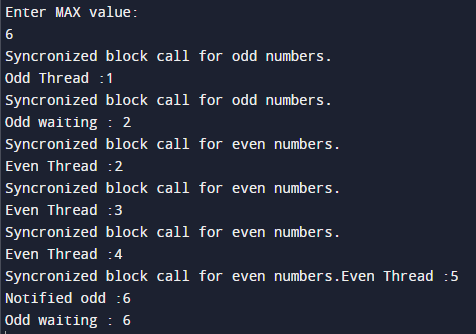 Enter MAX value:
6
Syncronized block call for odd numbers.
Odd Thread :1
Syncronized block call for odd numbers.
Odd waiting : 2
Syncronized block call for even numbers.
Even Thread :2
Syncronized block call for even numbers.
Even Thread :3
Syncronized block call for even numbers.
Even Thread :4
Syncronized block call for even numbers.Even Thread :5
Notified odd :6
Odd waiting : 6